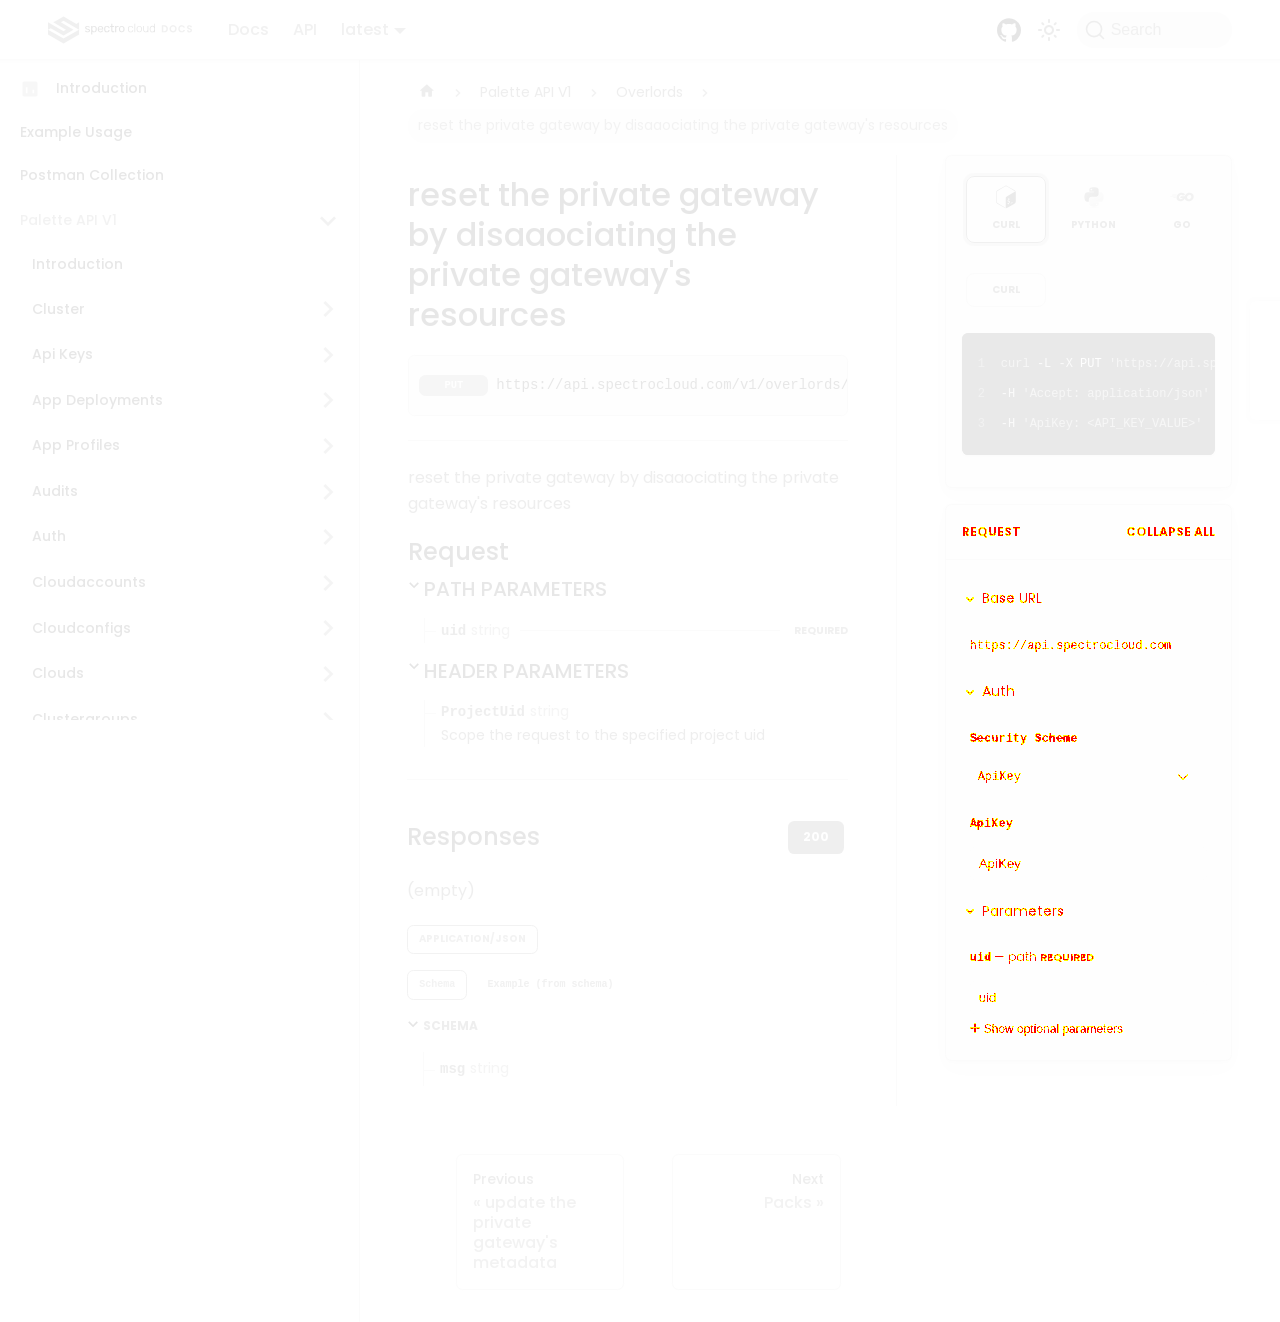 spectro cloud DOCS
Docs
API
latest
Search
Introduction
Example Usage
Postman Collection
Palette API V1
Introduction
Cluster
Api Keys
App Deployments
App Profiles
Audits
Auth
Cloudaccounts
Cloudconfigs
Clouds
Clustergroups
Palette API V1
Overlords
reset the private gateway by disaaociating the private gateway's resources
reset the private gateway
by disaaociating the
private gateway's
resources
PUT https://api.spectrocloud.com/v1/overlords/
reset the private gateway by disaaociating the private
gateway's resources
Request
PATH PARAMETERS
uid string REQUIRED
HEADER PARAMETERS
ProjectUid string
Scope the request to the specified project uid
Responses
200
(empty)
APPLICATION/JSON
Schema
Example (from schema)
SCHEMA
msg string
Previous
« update the
private
gateway's
metadata
Next
Packs »
CURL
PYTHON
GO
CURL
1 curl -L -X PUT 'https://api.sp
2 -H 'Accept: application/json'
3 -H 'ApiKey: <API_KEY_VALUE>'
REQUEST
COLLAPSE ALL
Base URL
https://api.spectrocloud.com
Auth
Security Scheme
ApiKey
ApiKey
ApiKey
Parameters
uid — path REQUIRED
uid
Show optional parameters